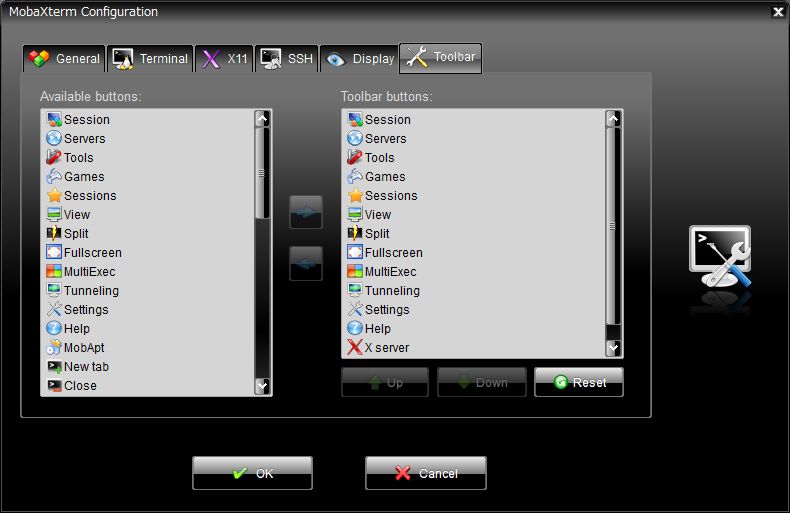 MobaXterm Configuration
General
Terminal
X11
SSH
Display
Toolbar
Available buttons:
Session
Servers
Tools
Games
Sessions
View
Split
Fullscreen
MultiExec
Tunneling
Settings
Help
MobApt
New tab
Close
Toolbar buttons:
Session
Servers
Tools
Games
Sessions
View
Split
Fullscreen
MultiExec
Tunneling
Settings
Help
X server
Up
Down
Reset
OK
Cancel